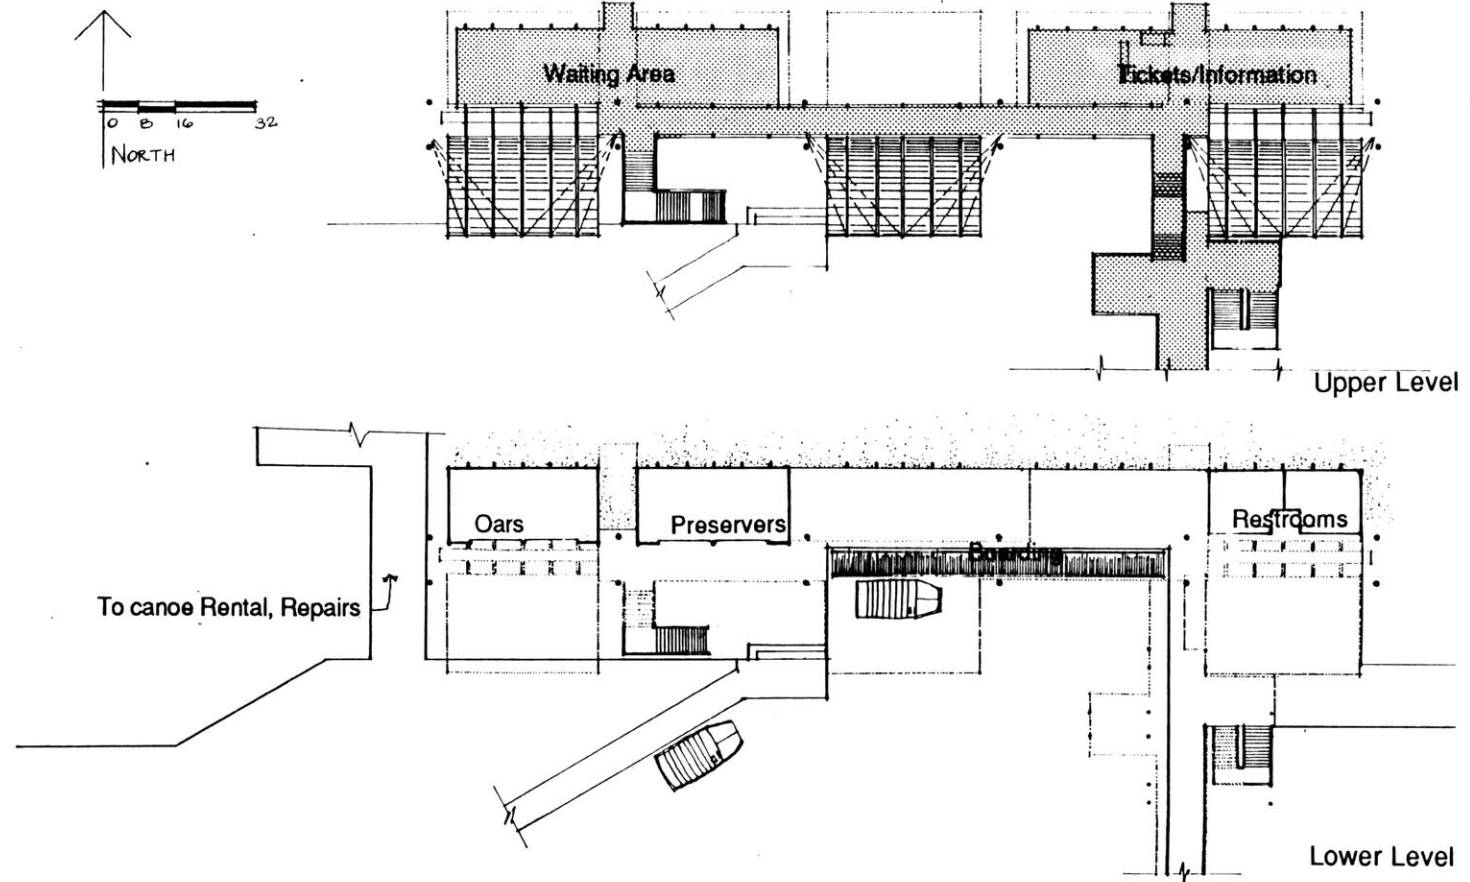 Waiting Area
Tickets/Information
0 8 16 32
NORTH
Upper Level
Oars
Preservers
Restrooms
Boarding
To canoe Rental, Repairs
Lower Level